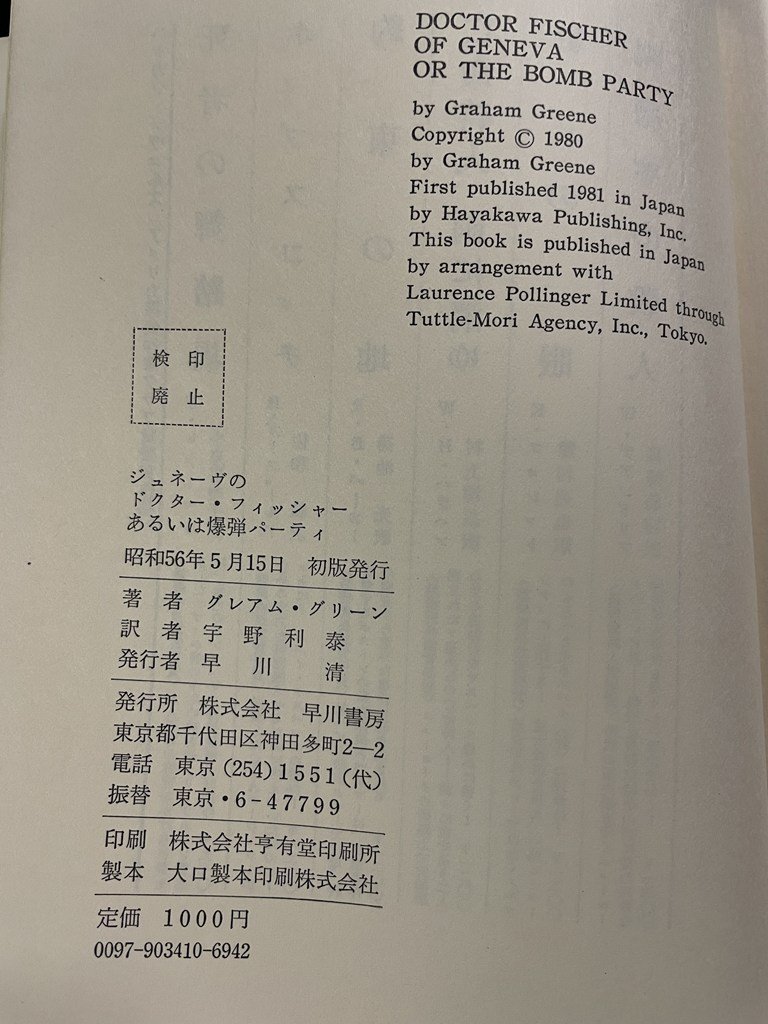 DOCTOR FISCHER
OF GENEVA
OR THE BOMB PARTY
by Graham Greene
Copyright © 1980
by Graham Greene
First published 1981 in Japan
by Hayakawa Publishing, Inc.
This book is published in Japan
by arrangement with
Laurence Pollinger Limited through
Tuttle-Mori Agency, Inc., Tokyo.
検印
廃止
ジュネーヴの
ドクター・フィッシャー
あるいは爆弾パーティ
昭和56年5月15日 初版発行
著者 グレアム・グリーン
訳者 宇野利泰
発行者 早川 清
発行所 株式会社 早川書房
東京都千代田区神田多町2—2
電話 東京(254)1551(代)
振替 東京・6-47799
印刷 株式会社亨有堂印刷所
製本 大口製本印刷株式会社
定価 1000円
0097-903410-6942